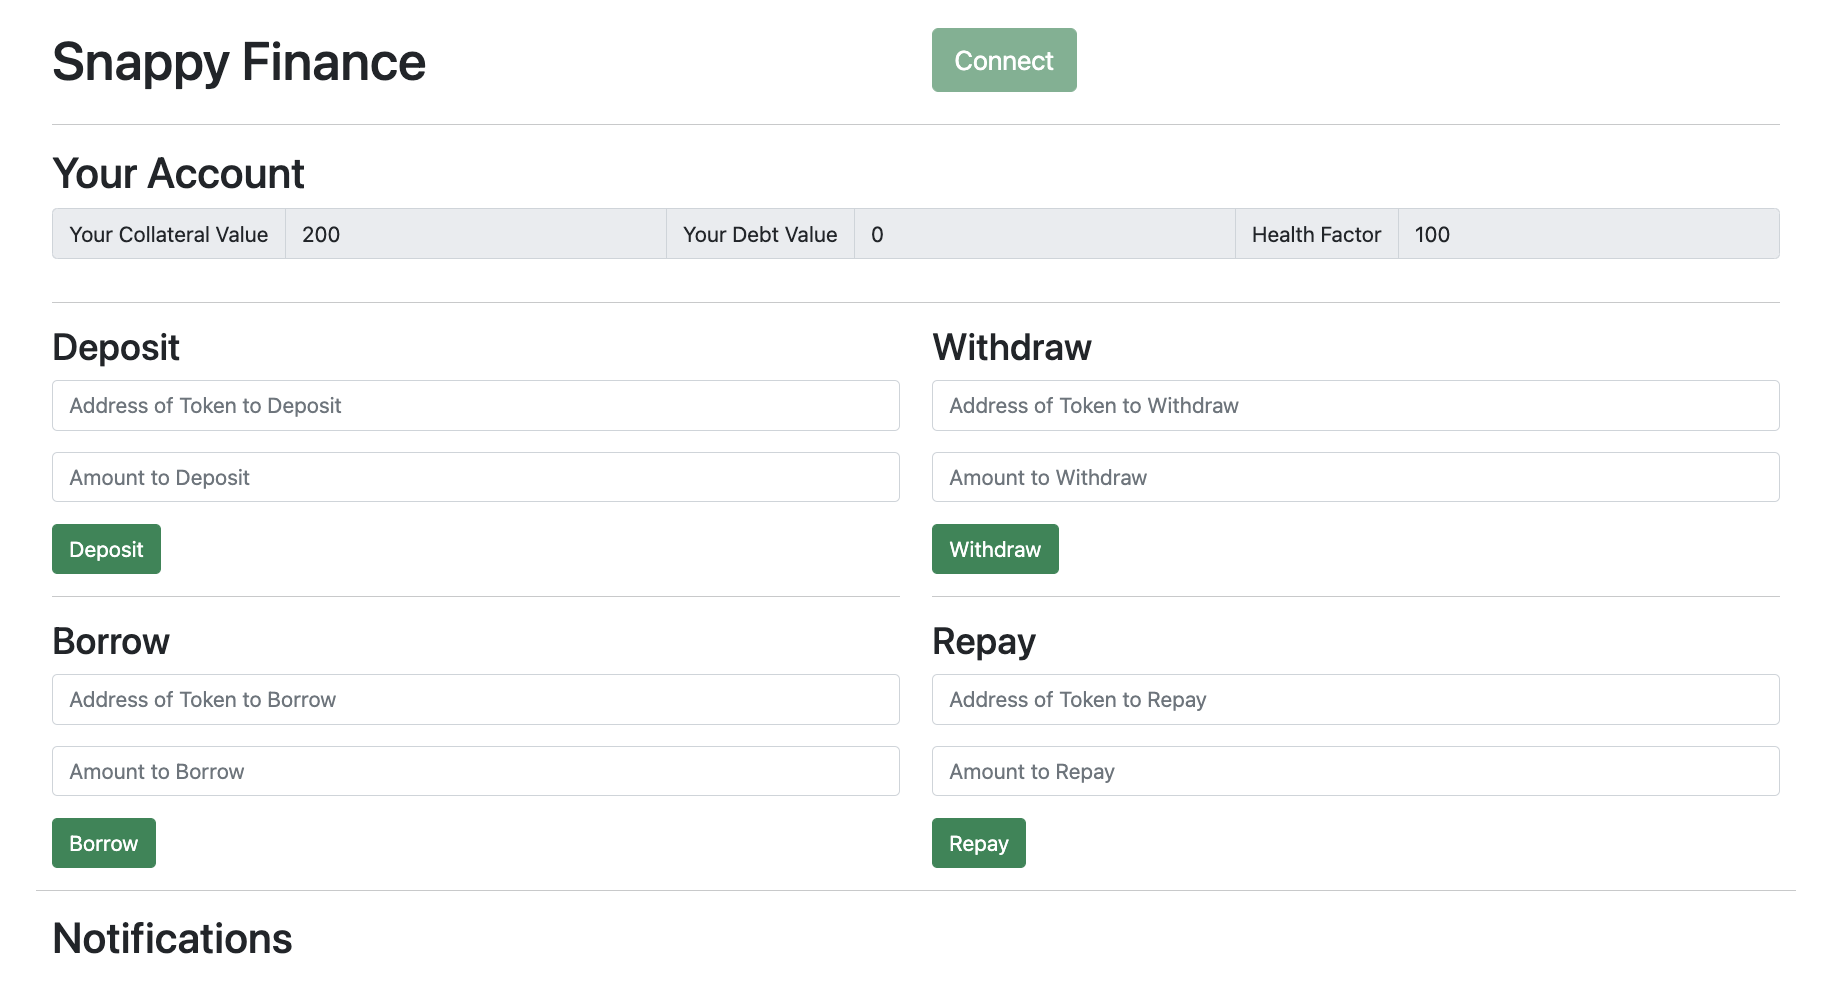 Snappy Finance
Connect
Your Account
Your Collateral Value 200 Your Debt Value 0 Health Factor 100
Deposit
Address of Token to Deposit
Amount to Deposit
Deposit
Withdraw
Address of Token to Withdraw
Amount to Withdraw
Withdraw
Borrow
Address of Token to Borrow
Amount to Borrow
Borrow
Repay
Address of Token to Repay
Amount to Repay
Repay
Notifications